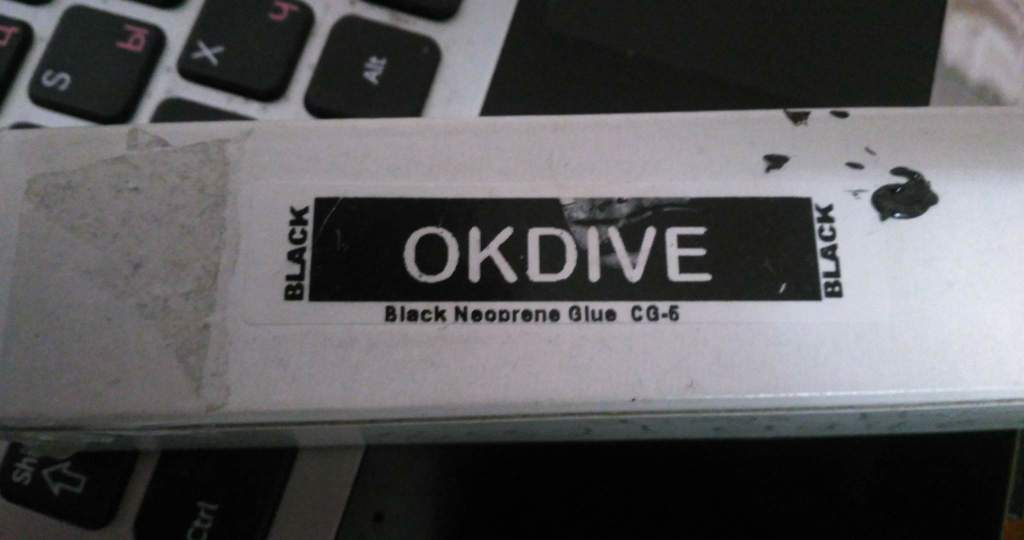 S Ы
X Ч
Alt
BLACK
OKDIVE
BLACK
Black Neoprene Glue CG-5
Ctrl